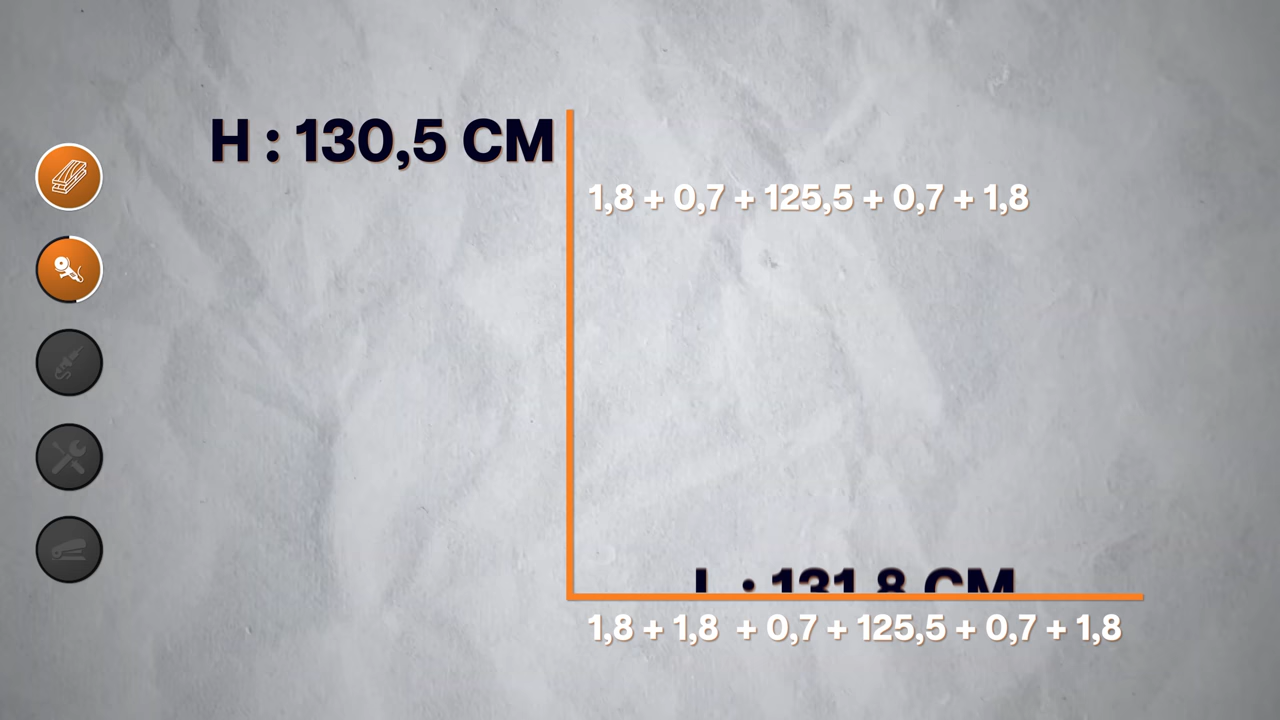 H : 130,5 CM
1,8 + 0,7 + 125,5 + 0,7 + 1,8
L : 131,8 CM
1,8 + 1,8 + 0,7 + 125,5 + 0,7 + 1,8